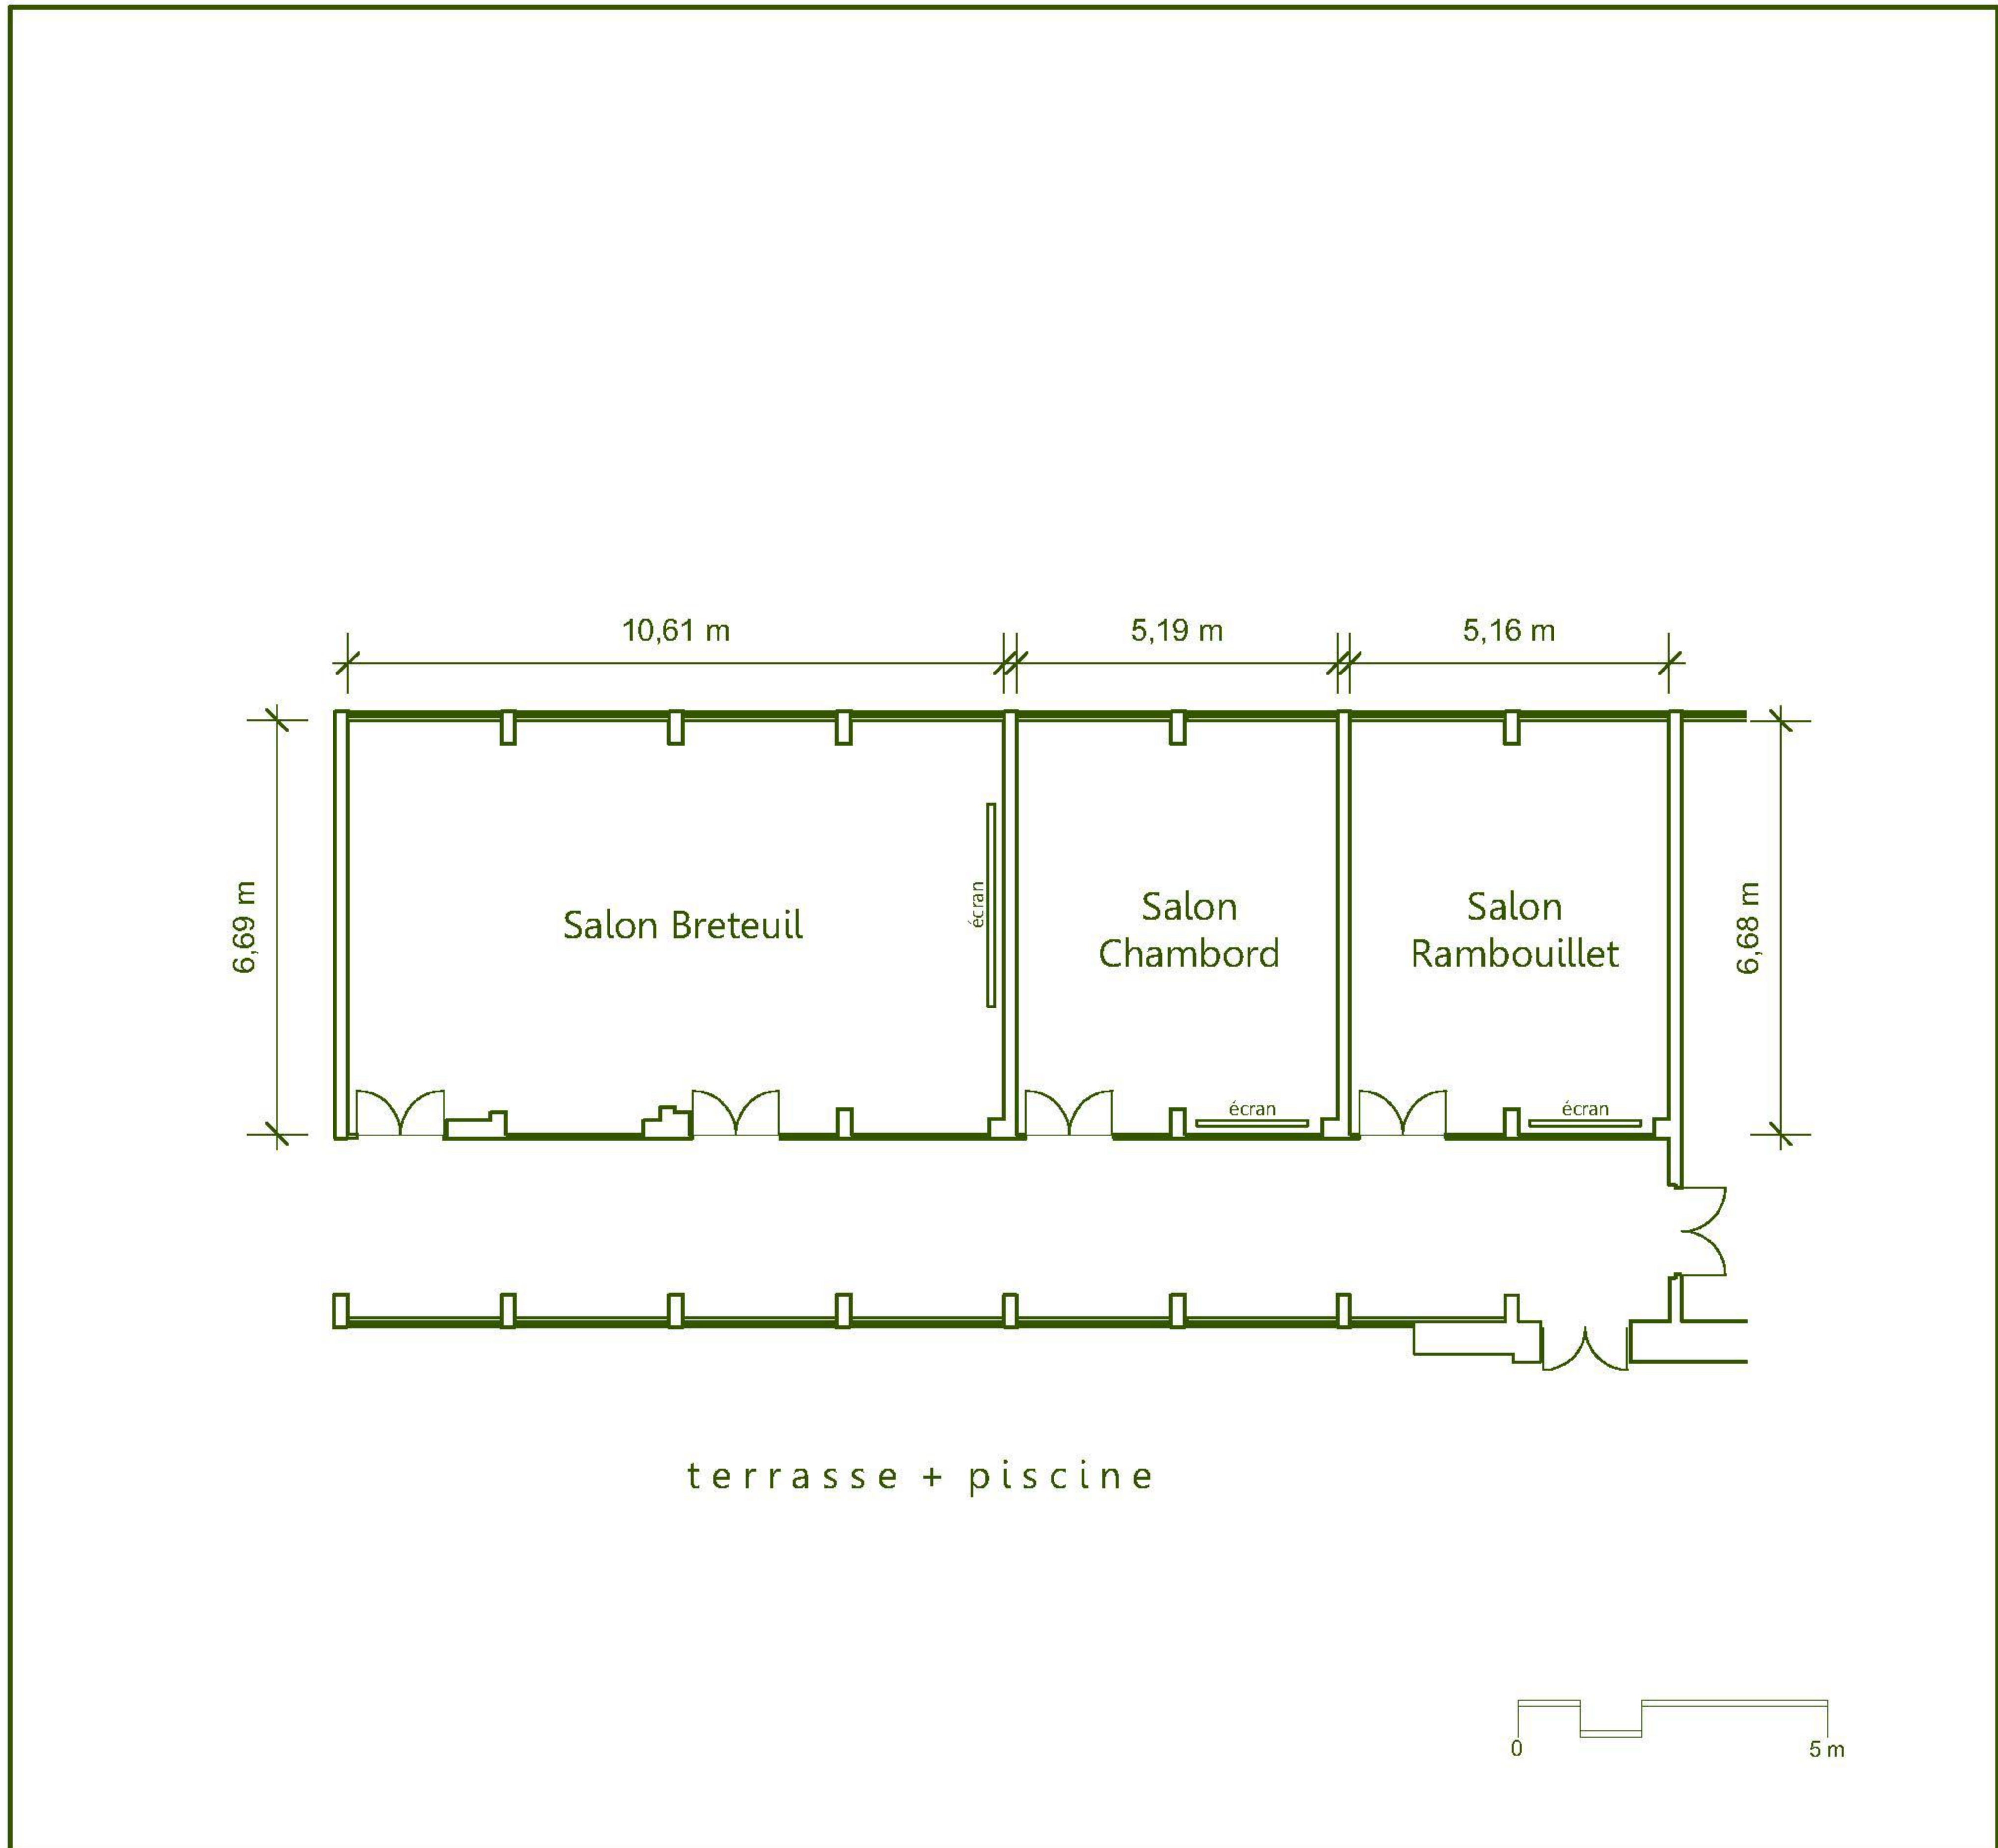 10,61 m
5,19 m
5,16 m
6,69 m
Salon Breteuil
écran
Salon
Chambord
écran
Salon
Rambouillet
écran
6,68 m
terrasse + piscine
0
5 m